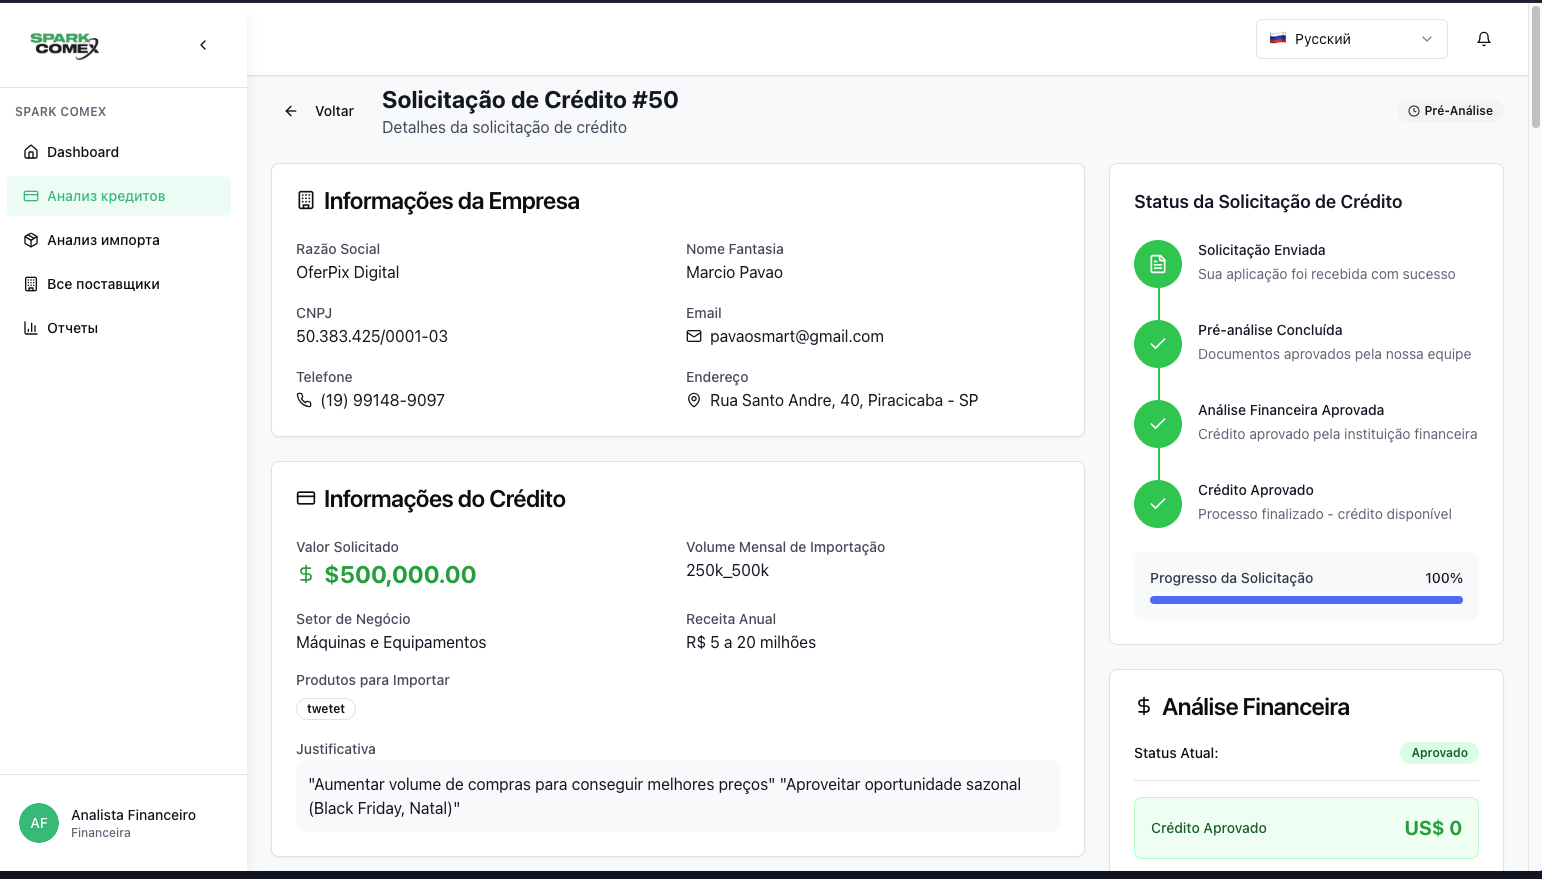 SPARK
COMEX
SPARK COMEX
Dashboard
Анализ кредитов
Анализ импорта
Все поставщики
Отчеты
AF
Analista Financeiro
Financeira
Русский
Voltar
Solicitação de Crédito #50
Detalhes da solicitação de crédito
Pré-Análise
Informações da Empresa
Razão Social
OferPix Digital
Nome Fantasia
Marcio Pavao
CNPJ
50.383.425/0001-03
Email
pavaosmart@gmail.com
Telefone
(19) 99148-9097
Endereço
Rua Santo Andre, 40, Piracicaba - SP
Informações do Crédito
Valor Solicitado
$ $500,000.00
Volume Mensal de Importação
250k_500k
Setor de Negócio
Máquinas e Equipamentos
Receita Anual
R$ 5 a 20 milhões
Produtos para Importar
twetet
Justificativa
"Aumentar volume de compras para conseguir melhores preços" "Aproveitar oportunidade sazonal
(Black Friday, Natal)"
Status da Solicitação de Crédito
Solicitação Enviada
Sua aplicação foi recebida com sucesso
Pré-análise Concluída
Documentos aprovados pela nossa equipe
Análise Financeira Aprovada
Crédito aprovado pela instituição financeira
Crédito Aprovado
Processo finalizado - crédito disponível
Progresso da Solicitação 100%
$ Análise Financeira
Status Atual: Aprovado
Crédito Aprovado US$ 0